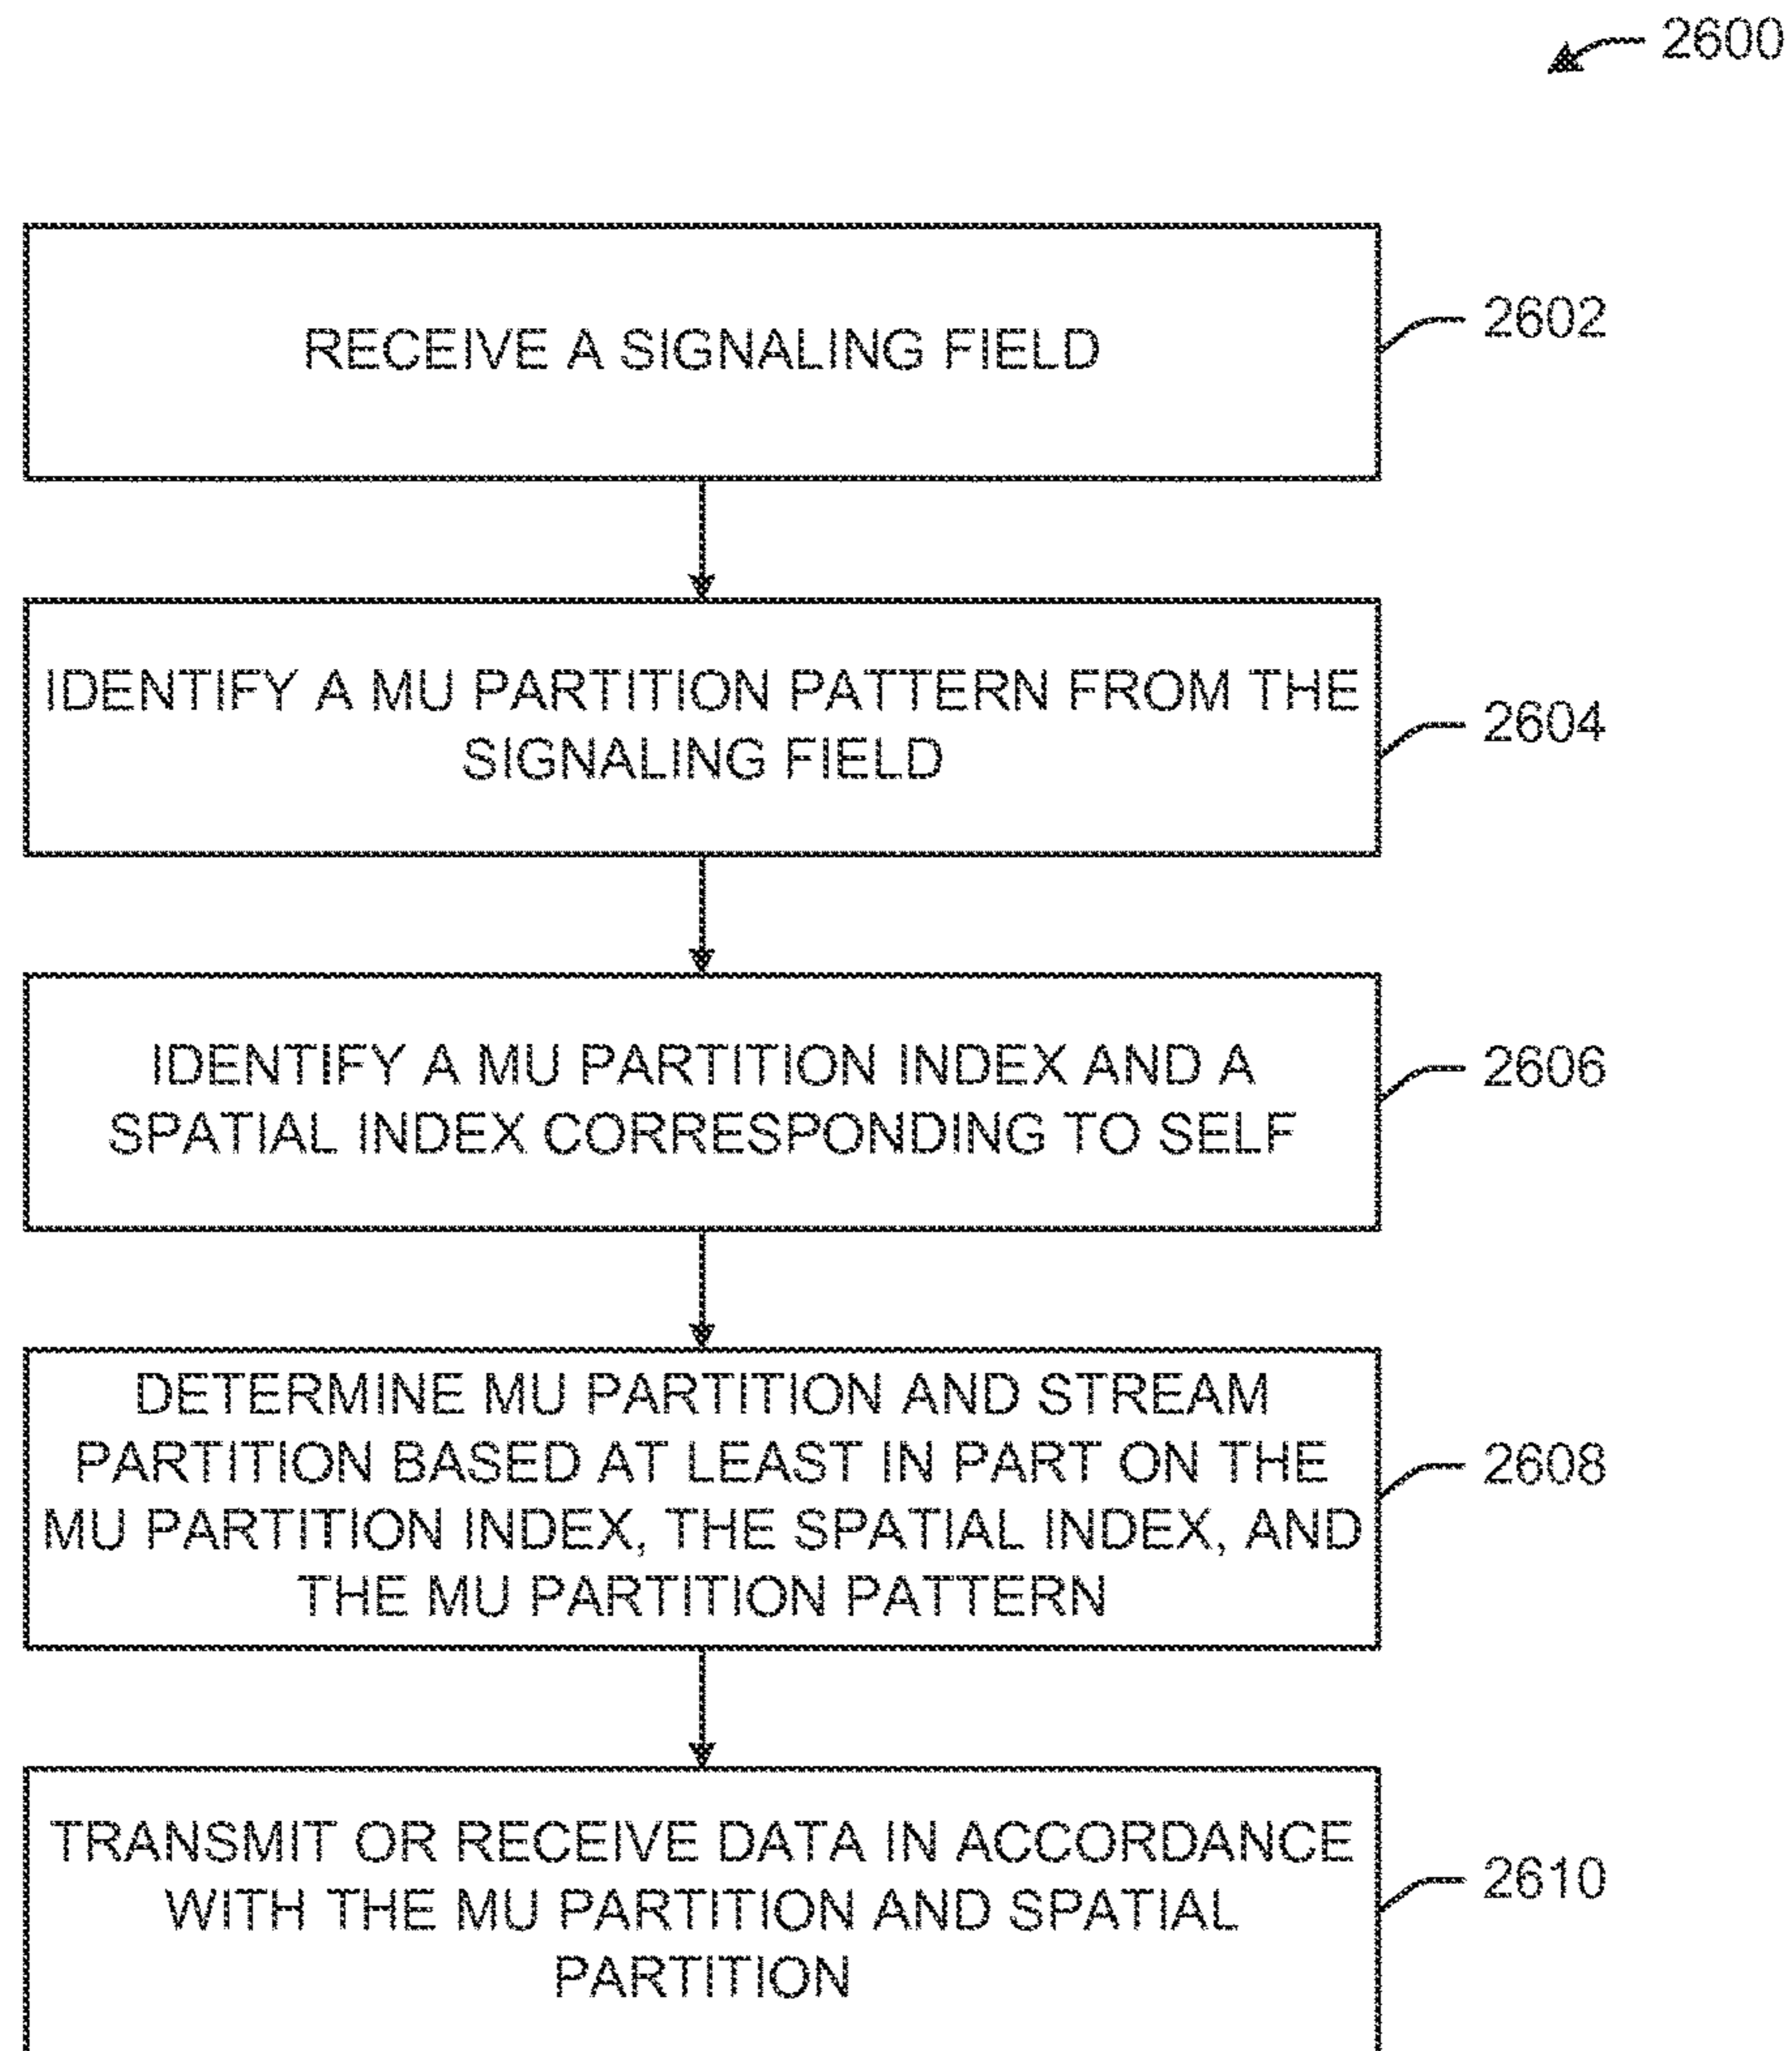 2600
RECEIVE A SIGNALING FIELD
2602
IDENTIFY A MU PARTITION PATTERN FROM THE
SIGNALING FIELD
2604
IDENTIFY A MU PARTITION INDEX AND A
SPATIAL INDEX CORRESPONDING TO SELF
2606
DETERMINE MU PARTITION AND STREAM
PARTITION BASED AT LEAST IN PART ON THE
MU PARTITION INDEX, THE SPATIAL INDEX, AND
THE MU PARTITION PATTERN
2608
TRANSMIT OR RECEIVE DATA IN ACCORDANCE
WITH THE MU PARTITION AND SPATIAL
PARTITION
2610